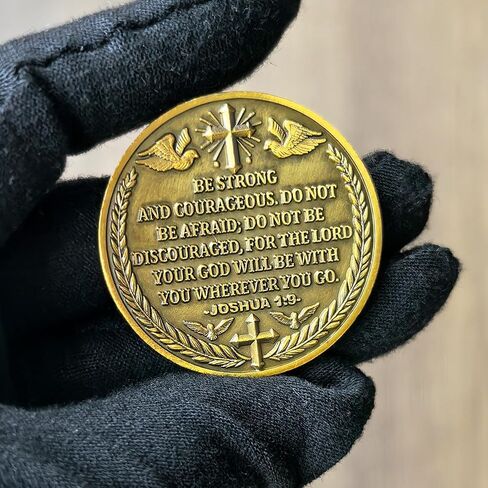 BE STRONG
AND COURAGEOUS. DO NOT
BE AFRAID; DO NOT BE
DISCOURAGED, FOR THE LORD
YOUR GOD WILL BE WITH
YOU WHEREVER YOU GO.
-JOSHUA 1:9-